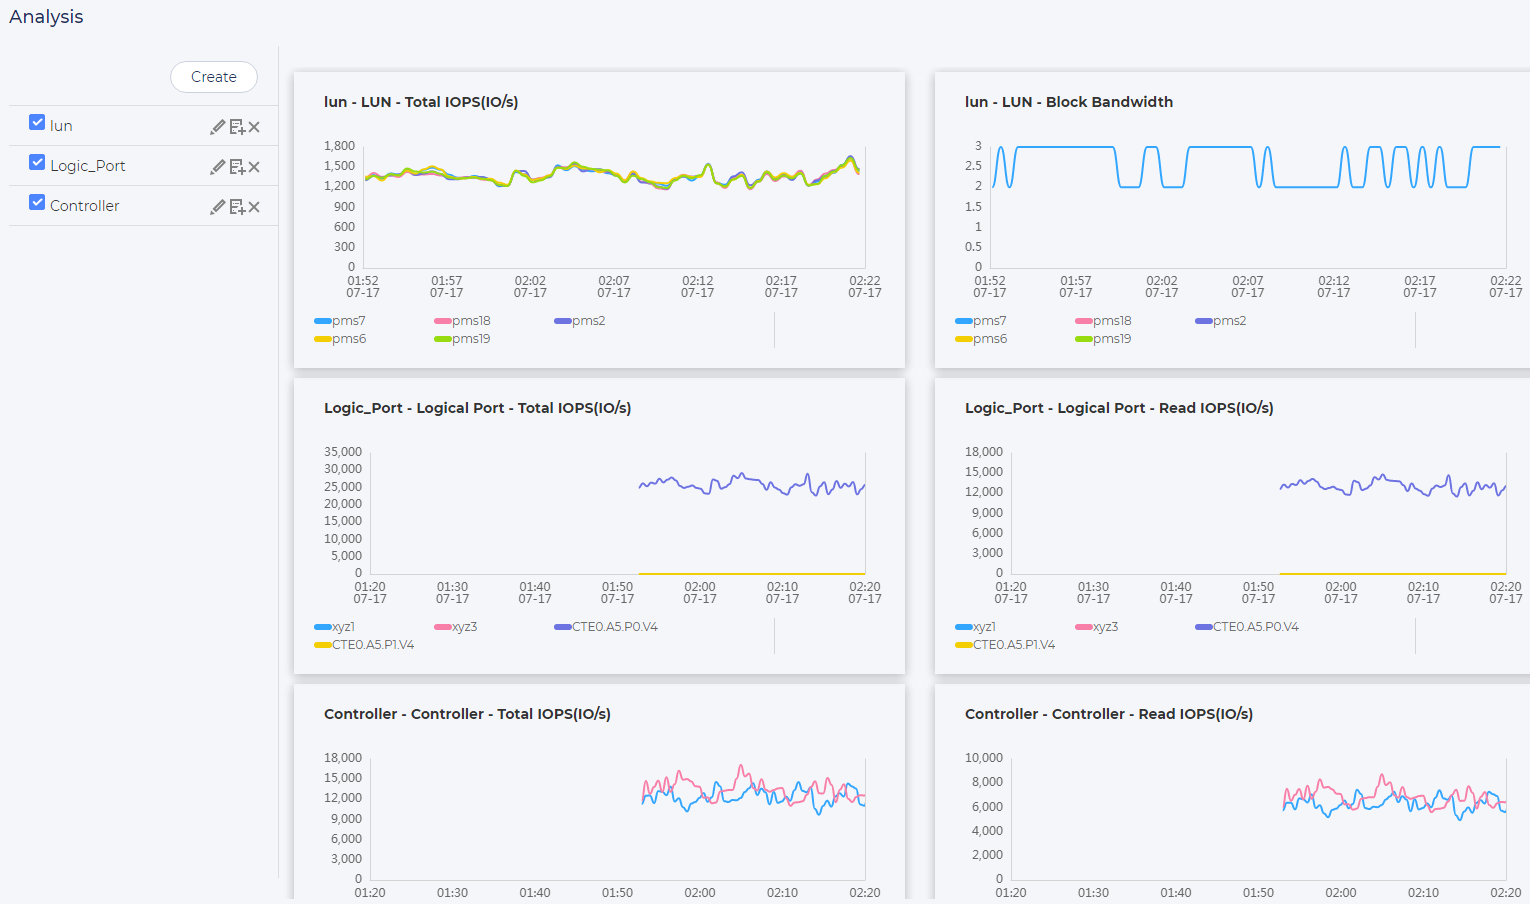 Analysis
Create
lun
Logic_Port
Controller
lun - LUN - Total IOPS(IO/s)
1,800
1,500
1,200
900
600
300
0
01:52 01:57 02:02 02:07 02:12 02:17 02:22
07-17 07-17 07-17 07-17 07-17 07-17 07-17
pms7 pms18 pms2
pms6 pms19
lun - LUN - Block Bandwidth
3
2.5
2
1.5
1
0.5
0
01:52 01:57 02:02 02:07 02:12 02:17 02:22
07-17 07-17 07-17 07-17 07-17 07-17 07-17
pms7 pms18 pms2
pms6 pms19
Logic_Port - Logical Port - Total IOPS(IO/s)
35,000
30,000
25,000
20,000
15,000
10,000
5,000
0
01:20 01:30 01:40 01:50 02:00 02:10 02:20
07-17 07-17 07-17 07-17 07-17 07-17 07-17
xyz1 xyz3 CTE0.A5.P0.V4
CTE0.A5.P1.V4
Logic_Port - Logical Port - Read IOPS(IO/s)
18,000
15,000
12,000
9,000
6,000
3,000
0
01:20 01:30 01:40 01:50 02:00 02:10 02:20
07-17 07-17 07-17 07-17 07-17 07-17 07-17
xyz1 xyz3 CTE0.A5.P0.V4
CTE0.A5.P1.V4
Controller - Controller - Total IOPS(IO/s)
18,000
15,000
12,000
9,000
6,000
3,000
0
01:20 01:30 01:40 01:50 02:00 02:10 02:20
Controller - Controller - Read IOPS(IO/s)
10,000
8,000
6,000
4,000
2,000
0
01:20 01:30 01:40 01:50 02:00 02:10 02:20